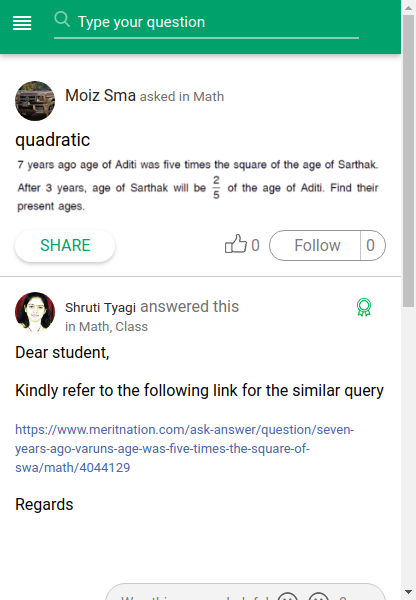 Type your question
Moiz Sma asked in Math
quadratic
7 years ago age of Aditi was five times the square of the age of Sarthak.
After 3 years, age of Sarthak will be 2/5 of the age of Aditi. Find their
present ages.
SHARE 0 Follow 0
Shruti Tyagi answered this
in Math, Class
Dear student,
Kindly refer to the following link for the similar query
https://www.meritnation.com/ask-answer/question/seven-
years-ago-varuns-age-was-five-times-the-square-of-
swa/math/4044129
Regards